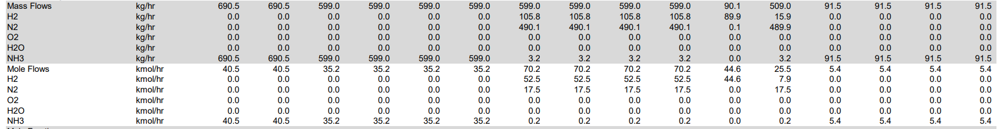 Mass Flows kg/hr 690.5 690.5 599.0 599.0 599.0 599.0 599.0 599.0 599.0 599.0 90.1 509.0 91.5 91.5 91.5 91.5
H2 kg/hr 0.0 0.0 0.0 0.0 0.0 0.0 105.8 105.8 105.8 105.8 89.9 15.9 0.0 0.0 0.0 0.0
N2 kg/hr 0.0 0.0 0.0 0.0 0.0 0.0 490.1 490.1 490.1 490.1 0.1 489.9 0.0 0.0 0.0 0.0
O2 kg/hr 0.0 0.0 0.0 0.0 0.0 0.0 0.0 0.0 0.0 0.0 0.0 0.0 0.0 0.0 0.0 0.0
H2O kg/hr 0.0 0.0 0.0 0.0 0.0 0.0 0.0 0.0 0.0 0.0 0.0 0.0 0.0 0.0 0.0 0.0
NH3 kg/hr 690.5 690.5 599.0 599.0 599.0 599.0 3.2 3.2 3.2 3.2 0.0 3.2 91.5 91.5 91.5 91.5
Mole Flows kmol/hr 40.5 40.5 35.2 35.2 35.2 35.2 70.2 70.2 70.2 70.2 44.6 25.5 5.4 5.4 5.4 5.4
H2 kmol/hr 0.0 0.0 0.0 0.0 0.0 0.0 52.5 52.5 52.5 52.5 44.6 7.9 0.0 0.0 0.0 0.0
N2 kmol/hr 0.0 0.0 0.0 0.0 0.0 0.0 17.5 17.5 17.5 17.5 0.0 17.5 0.0 0.0 0.0 0.0
O2 kmol/hr 0.0 0.0 0.0 0.0 0.0 0.0 0.0 0.0 0.0 0.0 0.0 0.0 0.0 0.0 0.0 0.0
H2O kmol/hr 0.0 0.0 0.0 0.0 0.0 0.0 0.0 0.0 0.0 0.0 0.0 0.0 0.0 0.0 0.0 0.0
NH3 kmol/hr 40.5 40.5 35.2 35.2 35.2 35.2 0.2 0.2 0.2 0.2 0.0 0.2 5.4 5.4 5.4 5.4